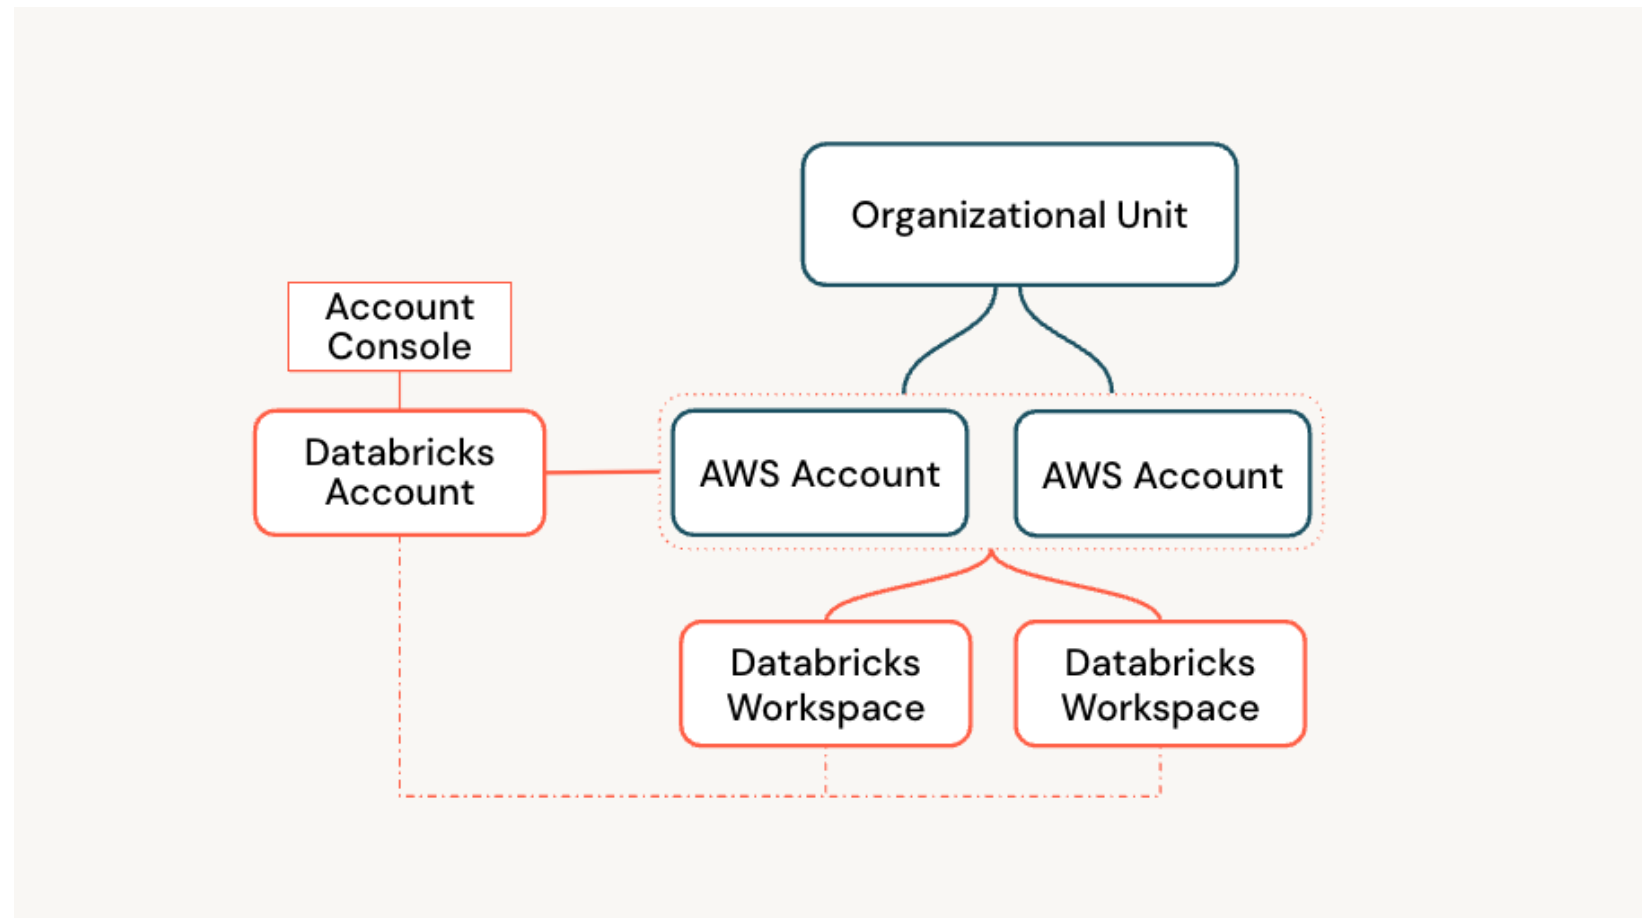 Organizational Unit
Account
Console
Databricks
Account
AWS Account
AWS Account
Databricks
Workspace
Databricks
Workspace